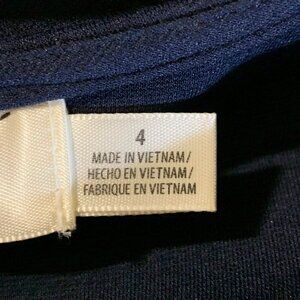 4
MADE IN VIETNAM/
HECHO EN VIETNAM/
FABRIQUE EN VIETNAM